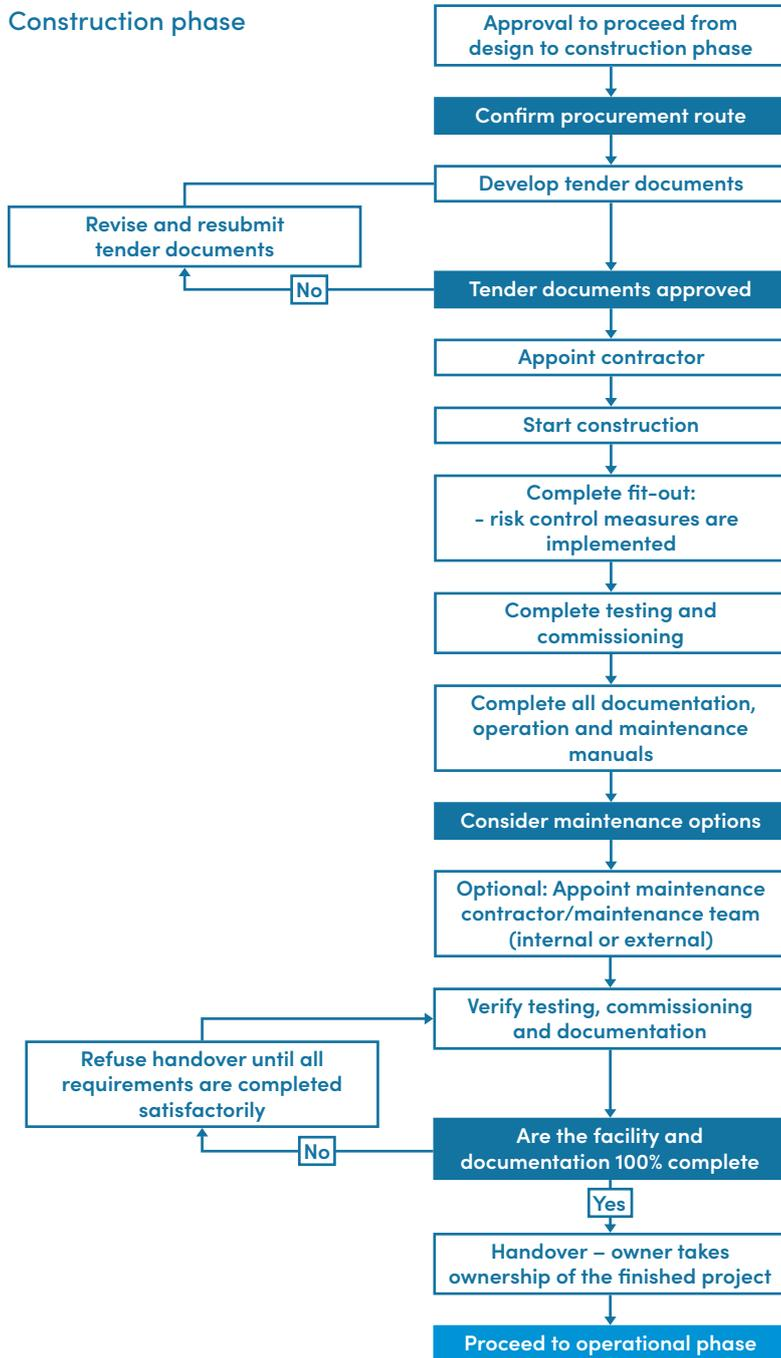 Construction phase
Approval to proceed from
design to construction phase
Confirm procurement route
Develop tender documents
Revise and resubmit
tender documents
No
Tender documents approved
Appoint contractor
Start construction
Complete fit-out:
- risk control measures are
implemented
Complete testing and
commissioning
Complete all documentation,
operation and maintenance
manuals
Consider maintenance options
Optional: Appoint maintenance
contractor/maintenance team
(internal or external)
Verify testing, commissioning
and documentation
Refuse handover until all
requirements are completed
satisfactorily
No
Are the facility and
documentation 100% complete
Yes
Handover – owner takes
ownership of the finished project
Proceed to operational phase